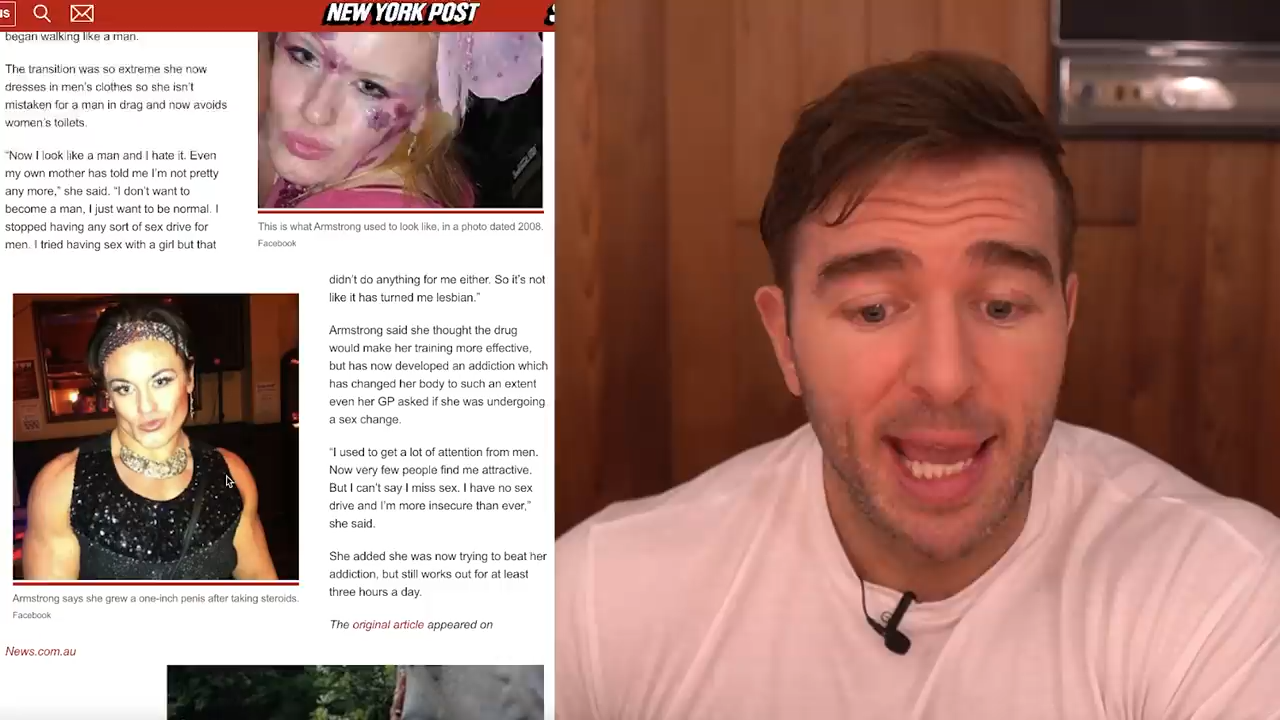 NEW YORK POST
began walking like a man.
The transition was so extreme she now
dresses in men's clothes so she isn't
mistaken for a man in drag and now avoids
women's toilets.
“Now I look like a man and I hate it. Even
my own mother has told me I'm not pretty
any more,” she said. “I don't want to
become a man, I just want to be normal. I
stopped having any sort of sex drive for
men. I tried having sex with a girl but that
This is what Armstrong used to look like, in a photo dated 2008.
Facebook
didn't do anything for me either. So it's not
like it has turned me lesbian.”
Armstrong said she thought the drug
would make her training more effective,
but has now developed an addiction which
has changed her body to such an extent
even her GP asked if she was undergoing
a sex change.
“I used to get a lot of attention from men.
Now very few people find me attractive.
But I can't say I miss sex. I have no sex
drive and I'm more insecure than ever,”
she said.
She added she was now trying to beat her
addiction, but still works out for at least
three hours a day.
Armstrong says she grew a one-inch penis after taking steroids.
Facebook
The original article appeared on
News.com.au